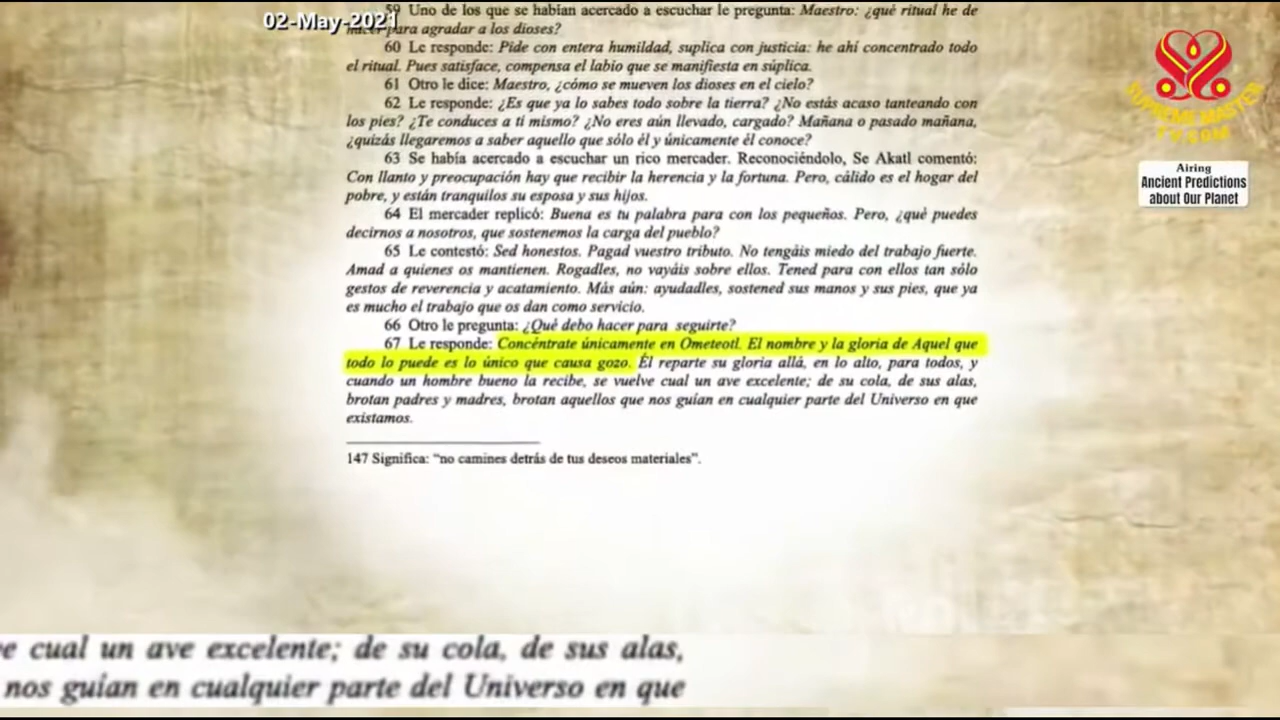 02-May-2021
59 Uno de los que se habían acercado a escuchar le pregunta: Maestro: ¿qué ritual he de
hacer para agradar a los dioses?
60 Le responde: Pide con entera humildad, suplica con justicia: he ahí concentrado todo
el ritual. Pues satisface, compensa el labio que se manifiesta en súplica.
61 Otro le dice: Maestro, ¿cómo se mueven los dioses en el cielo?
62 Le responde: ¿Es que ya lo sabes todo sobre la tierra? ¿No estás acaso tanteando con
los pies? ¿Te conduces a ti mismo? ¿No eres aún llevado, cargado? Mañana o pasado mañana,
¿quizás llegaremos a saber aquello que sólo él y únicamente él conoce?
63 Se había acercado a escuchar un rico mercader. Reconociéndolo, Se Akatl comentó:
Con llanto y preocupación hay que recibir la herencia y la fortuna. Pero, cálido es el hogar del
pobre, y están tranquilos su esposa y sus hijos.
64 El mercader replicó: Buena es tu palabra para con los pequeños. Pero, ¿qué puedes
decirnos a nosotros, que sostenemos la carga del pueblo?
65 Le contestó: Sed honestos. Pagad vuestro tributo. No tengáis miedo del trabajo fuerte.
Amad a quienes os mantienen. Rogadles, no vayáis sobre ellos. Tened para con ellos tan sólo
gestos de reverencia y acatamiento. Más aún: ayudadles, sostened sus manos y sus pies, que ya
es mucho el trabajo que os dan como servicio.
66 Otro le pregunta: ¿Qué debo hacer para seguirte?
67 Le responde: Concéntrate únicamente en Ometeotl. El nombre y la gloria de Aquel que
todo lo puede es lo único que causa gozo. Él reparte su gloria allá, en lo alto, para todos, y
cuando un hombre bueno la recibe, se vuelve cual un ave excelente; de su cola, de sus alas,
brotan padres y madres, brotan aquellos que nos guían en cualquier parte del Universo en que
existamos.
147 Significa: "no camines detrás de tus deseos materiales".
SUPREME MASTER
TV.COM
Airing
Ancient Predictions
about Our Planet
e cual un ave excelente; de su cola, de sus alas,
nos guían en cualquier parte del Universo en que